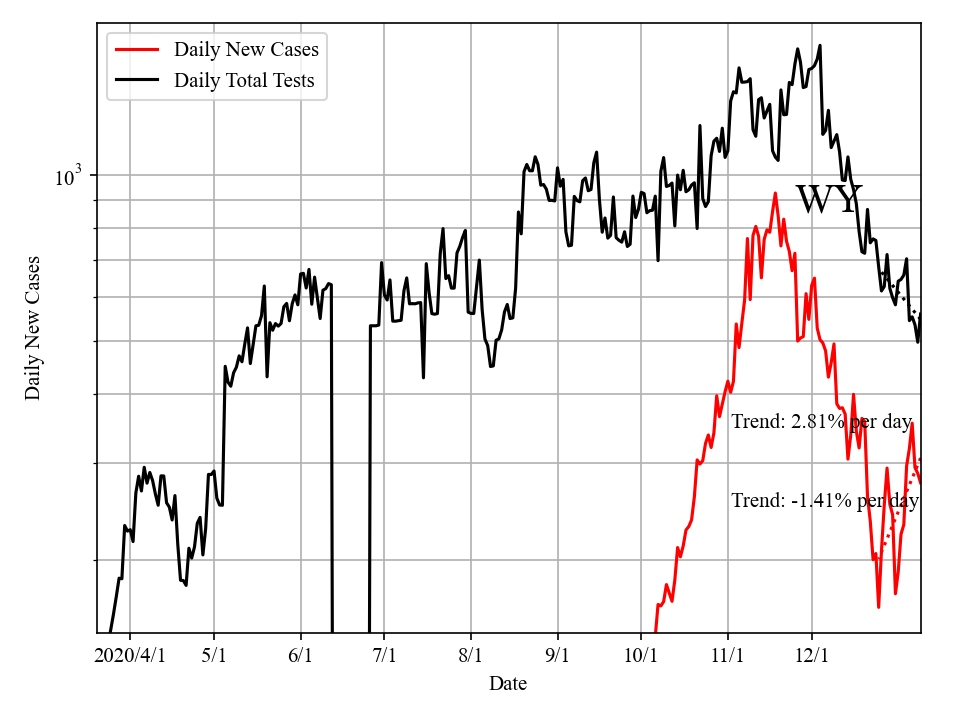 Daily New Cases
Daily Total Tests
10^3
WY
Daily New Cases
Trend: 2.81% per day
Trend: -1.41% per day
2020/4/1 5/1 6/1 7/1 8/1 9/1 10/1 11/1 12/1
Date